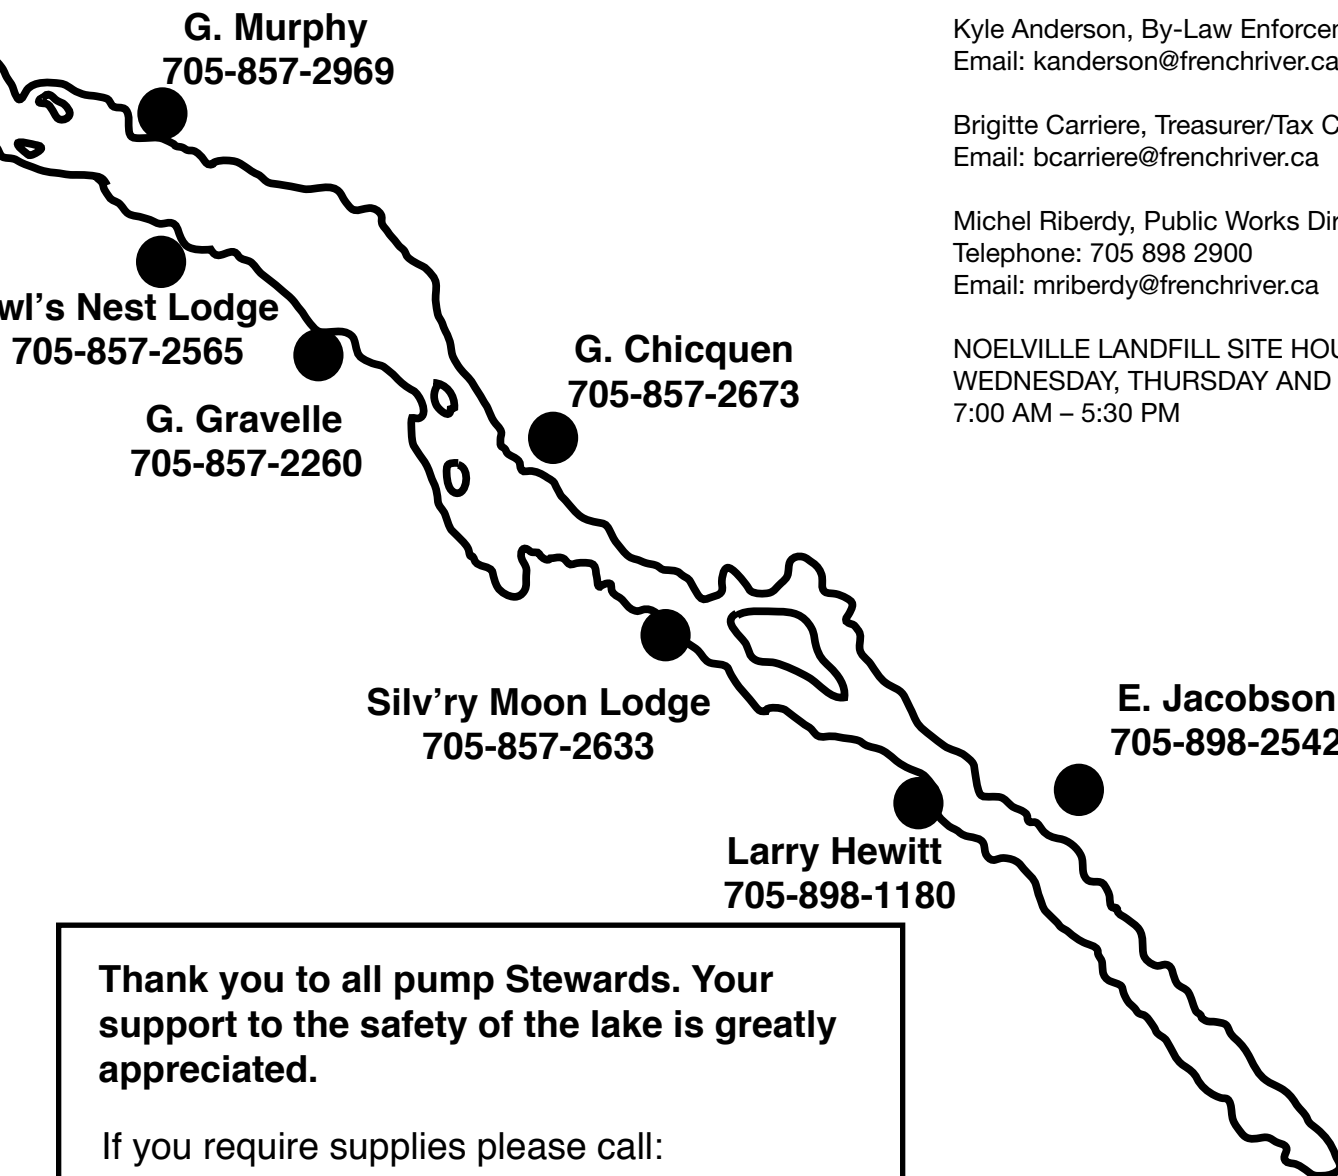 G. Murphy
705-857-2969
Kyle Anderson, By-Law
Email: kanderson@frenchriver.ca
Brigitte Carriere, Treasurer/Tax
Email: bcarriere@frenchriver.ca
Michel Riberdy, Public Works
Telephone: 705 898 2900
Email: mriberdy@frenchriver.ca
Nest Lodge
705-857-2565
G. Chicquen
705-857-2673
NOELVILLE LANDFILL SITE
WEDNESDAY, THURSDAY AND
7:00 AM – 5:30 PM
G. Gravelle
705-857-2260
Silv’ry Moon Lodge
705-857-2633
E. Jacobson
705-898-2542
Larry Hewitt
705-898-1180
Thank you to all pump Stewards. Your
support to the safety of the lake is greatly
appreciated.
If you require supplies please call: